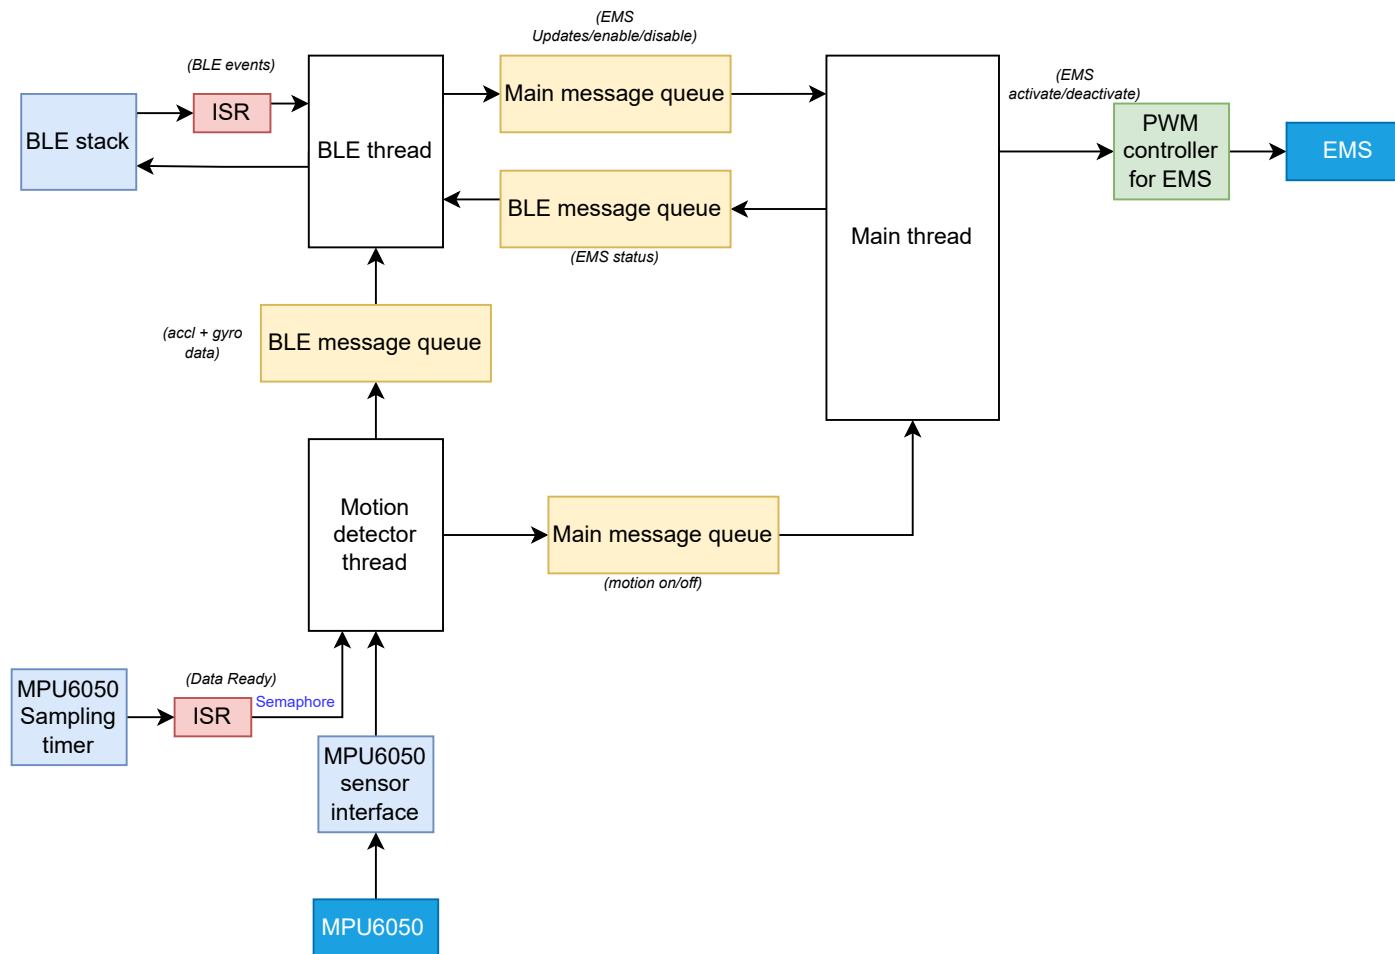 (EMS
Updates/enable/disable)
(BLE events)
ISR
BLE stack
BLE thread
Main message queue
BLE message queue
(EMS status)
Main thread
(EMS
activate/deactivate)
PWM
controller
for EMS
EMS
(accl + gyro
data)
BLE message queue
Motion
detector
thread
Main message queue
(motion on/off)
MPU6050
Sampling
timer
(Data Ready)
ISR
Semaphore
MPU6050
sensor
interface
MPU6050